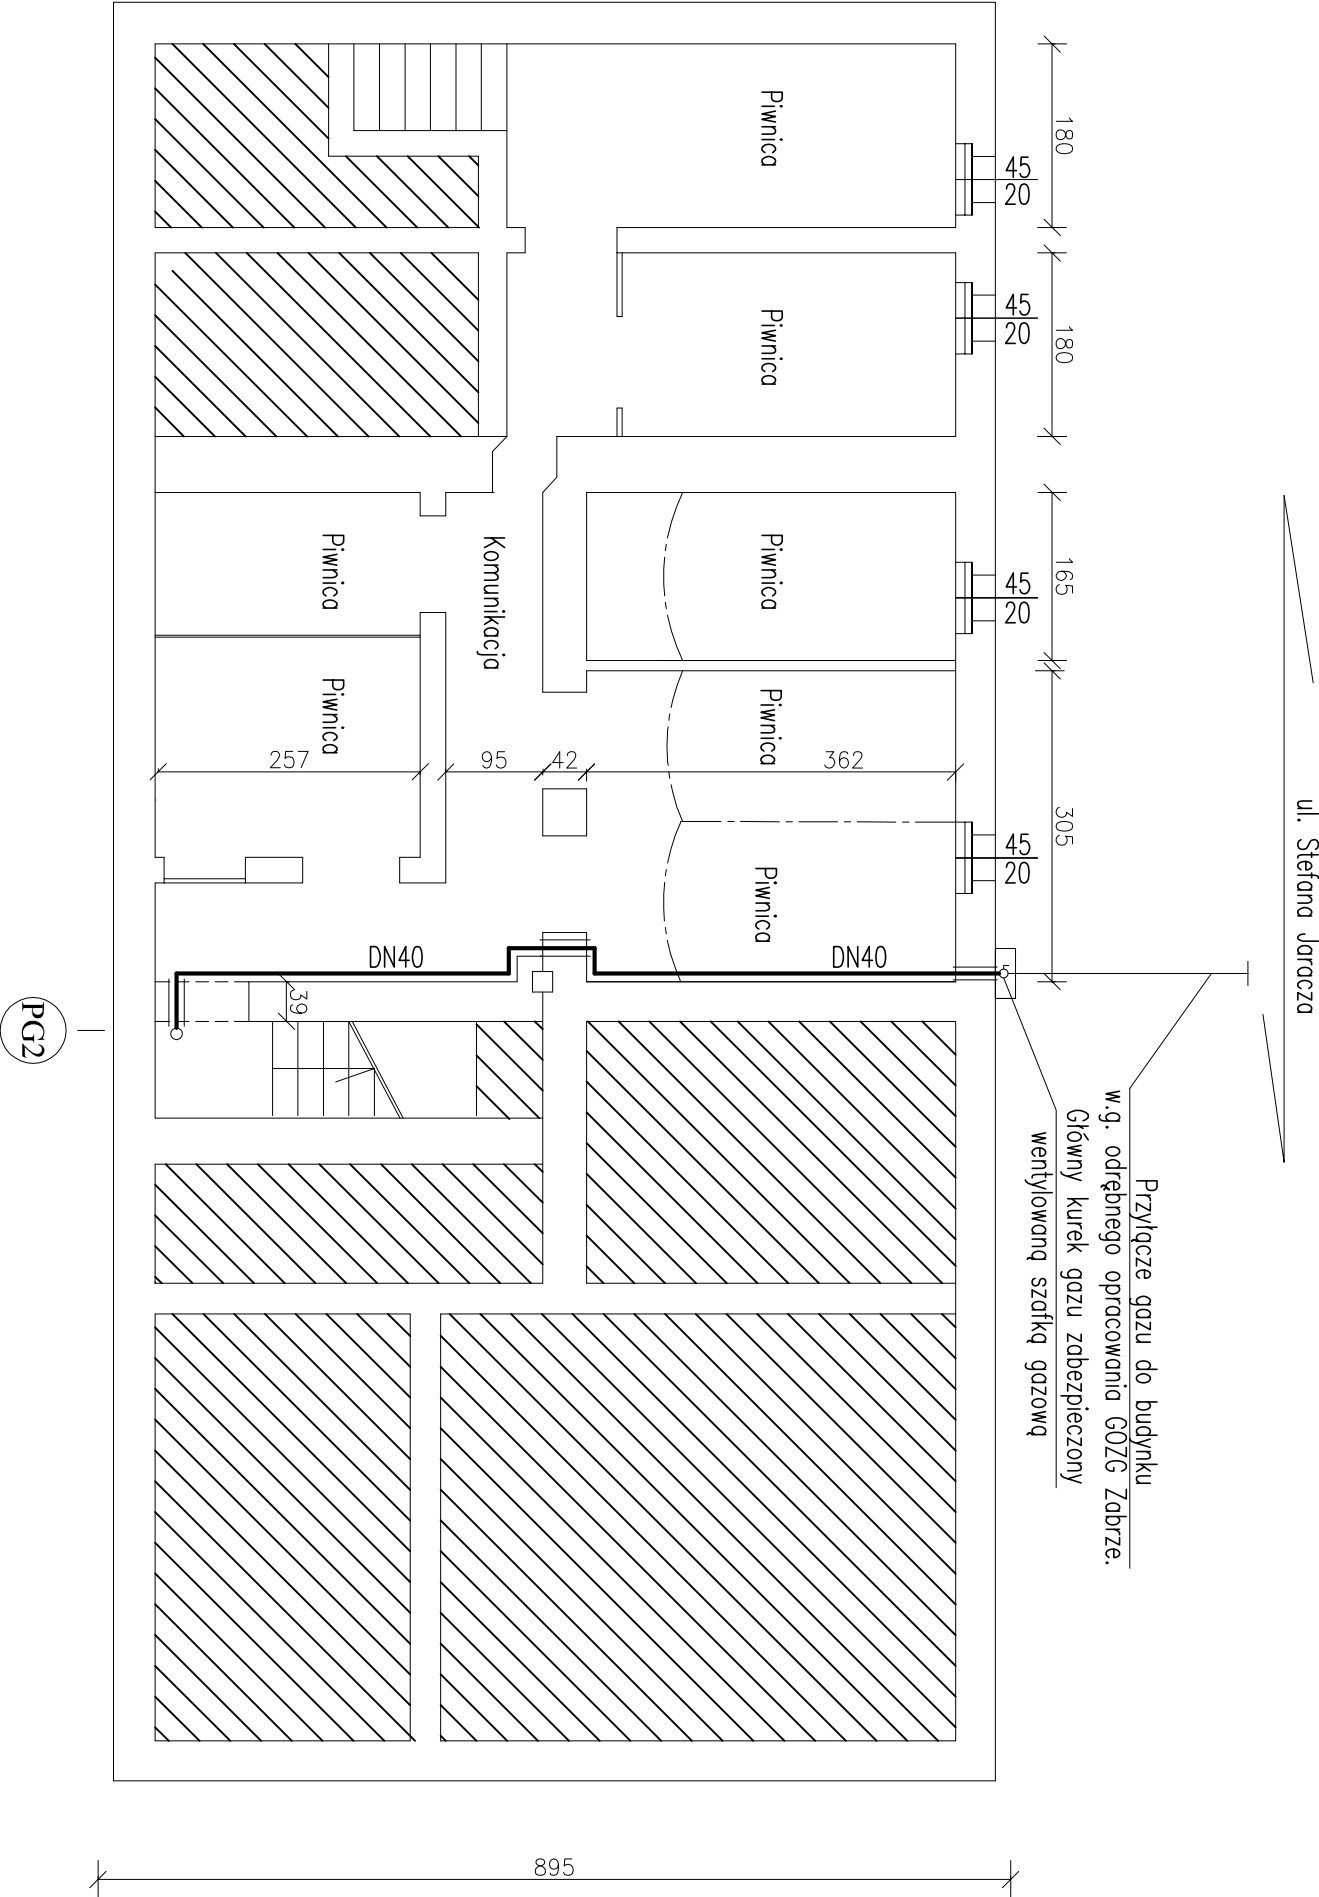 ul. Stefana Jaracza
Przyłącze gazu do budynku
w.g. odrębnego opracowania GOZG Zabrze.
Główny kurek gazu zabezpieczony
wentylowaną szafką gazową
180
180
165
305
45
20
45
20
45
20
45
20
Piwnica
Piwnica
Piwnica
Piwnica
Piwnica
Komunikacja
Piwnica
Piwnica
257
95
42
362
DN40
DN40
39
PG2
895